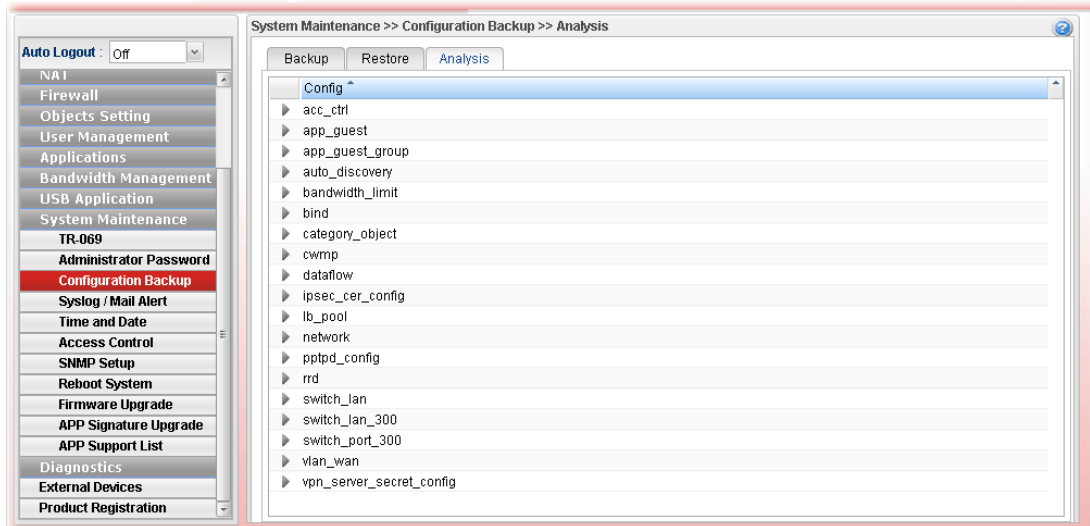 System Maintenance >> Configuration Backup >> Analysis
Auto Logout : Off
NAT
Firewall
Objects Setting
User Management
Applications
Bandwidth Management
USB Application
System Maintenance
TR-069
Administrator Password
Configuration Backup
Syslog / Mail Alert
Time and Date
Access Control
SNMP Setup
Reboot System
Firmware Upgrade
APP Signature Upgrade
APP Support List
Diagnostics
External Devices
Product Registration
Backup Restore Analysis
Config
acc_ctrl
app_guest
app_guest_group
auto_discovery
bandwidth_limit
bind
category_object
cwmp
dataflow
ipsec_cer_config
lb_pool
network
pptpd_config
rrd
switch_lan
switch_lan_300
switch_port_300
vlan_wan
vpn_server_secret_config